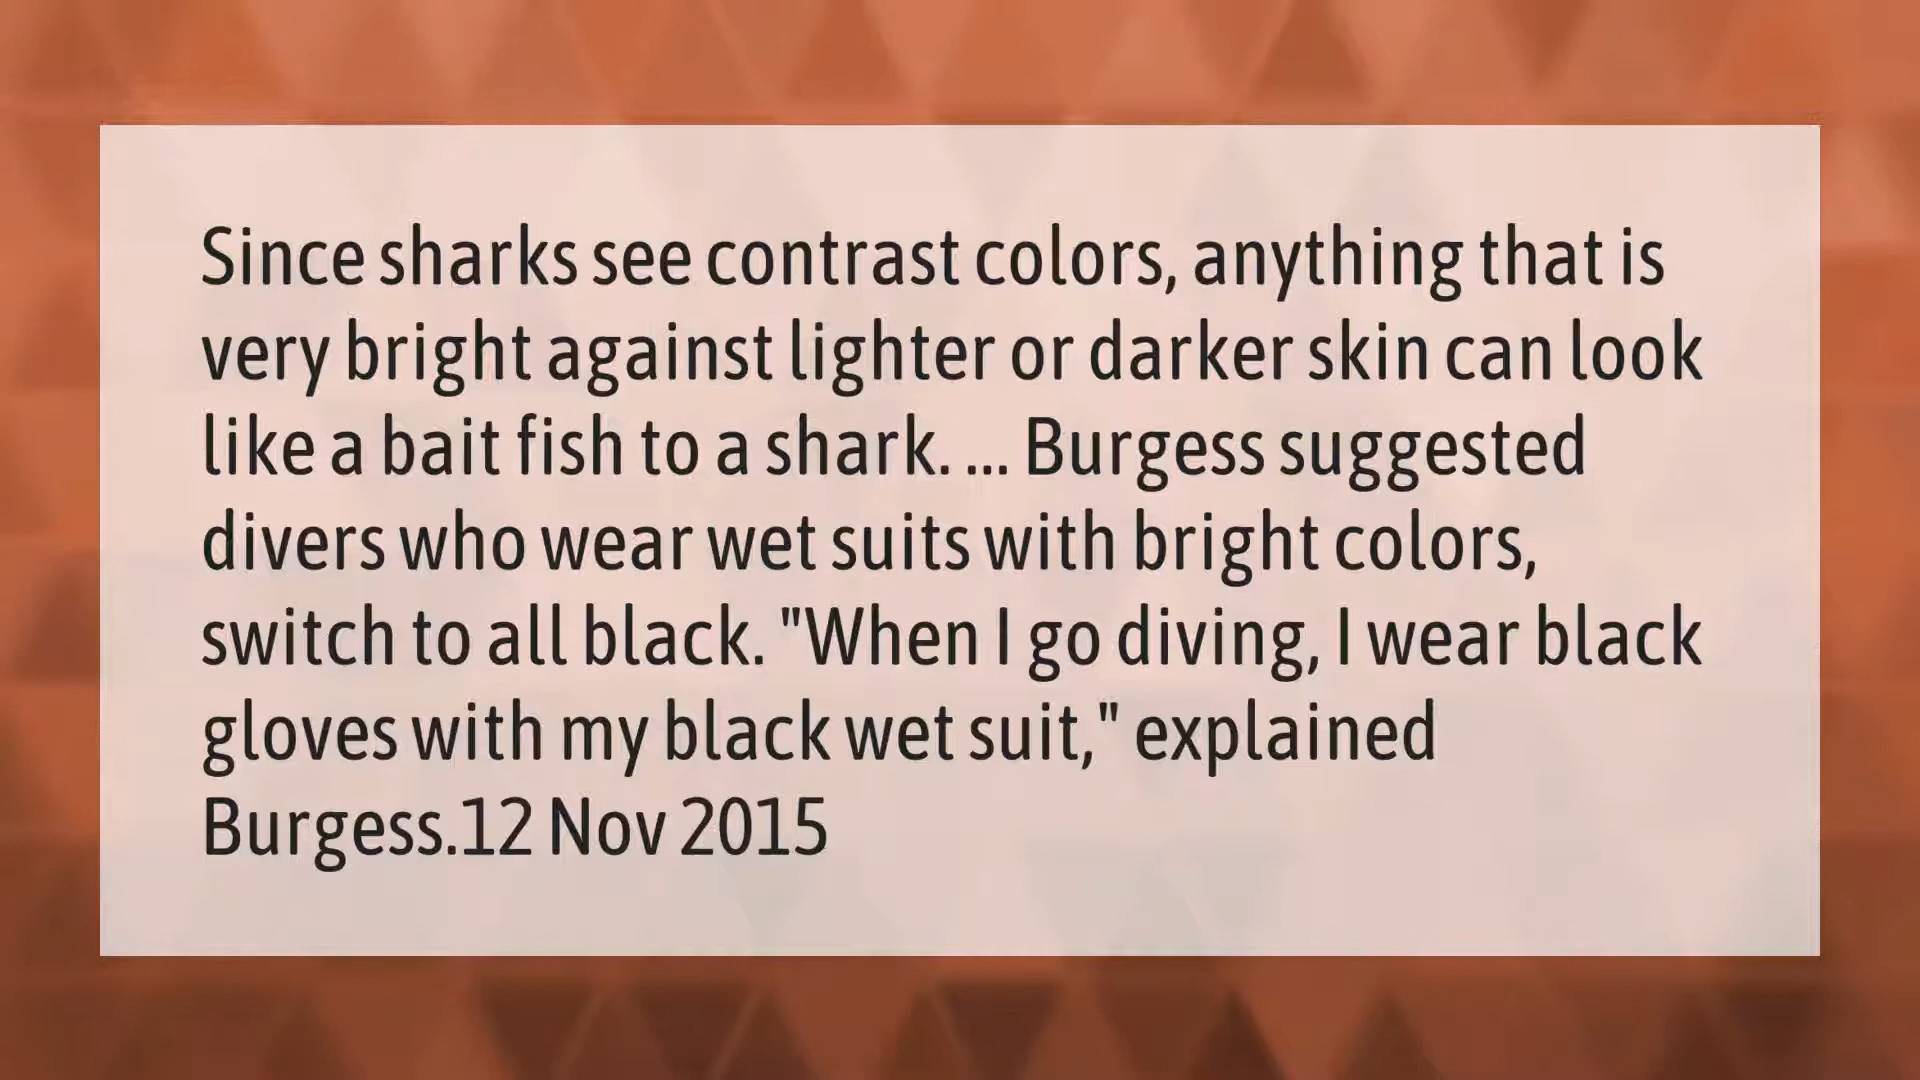 Since sharks see contrast colors, anything that is
very bright against lighter or darker skin can look
like a bait fish to a shark. ... Burgess suggested
divers who wear wet suits with bright colors,
switch to all black. "When I go diving, I wear black
gloves with my black wet suit," explained
Burgess.12 Nov 2015